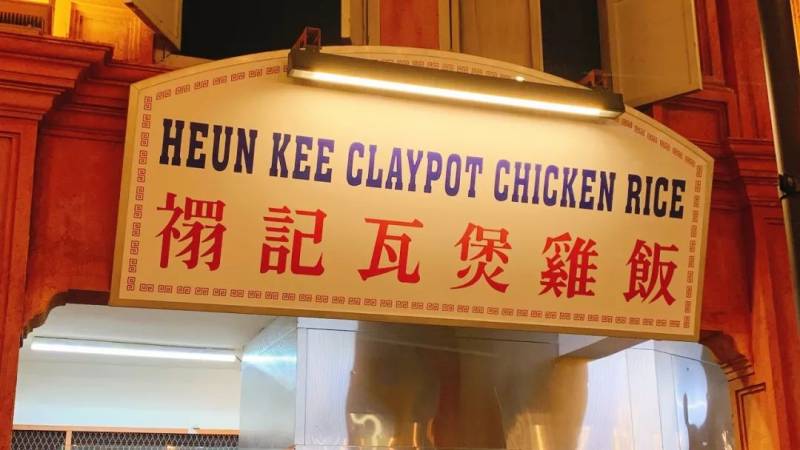 HEUN KEE CLAYPOT CHICKEN RICE
禤記瓦煲雞飯